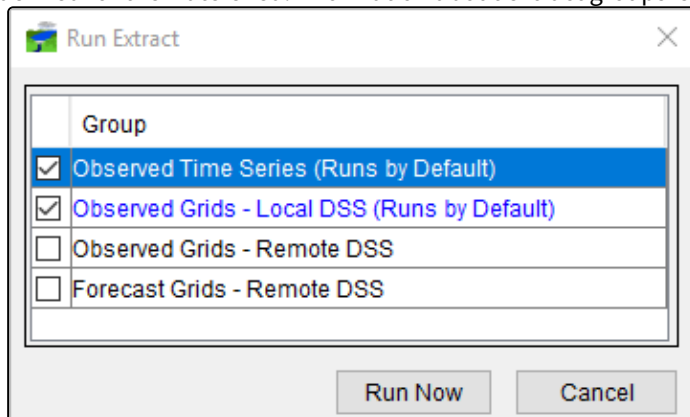 Run Extract
Group
Observed Time Series (Runs by Default)
Observed Grids - Local DSS (Runs by Default)
Observed Grids - Remote DSS
Forecast Grids - Remote DSS
Run Now Cancel